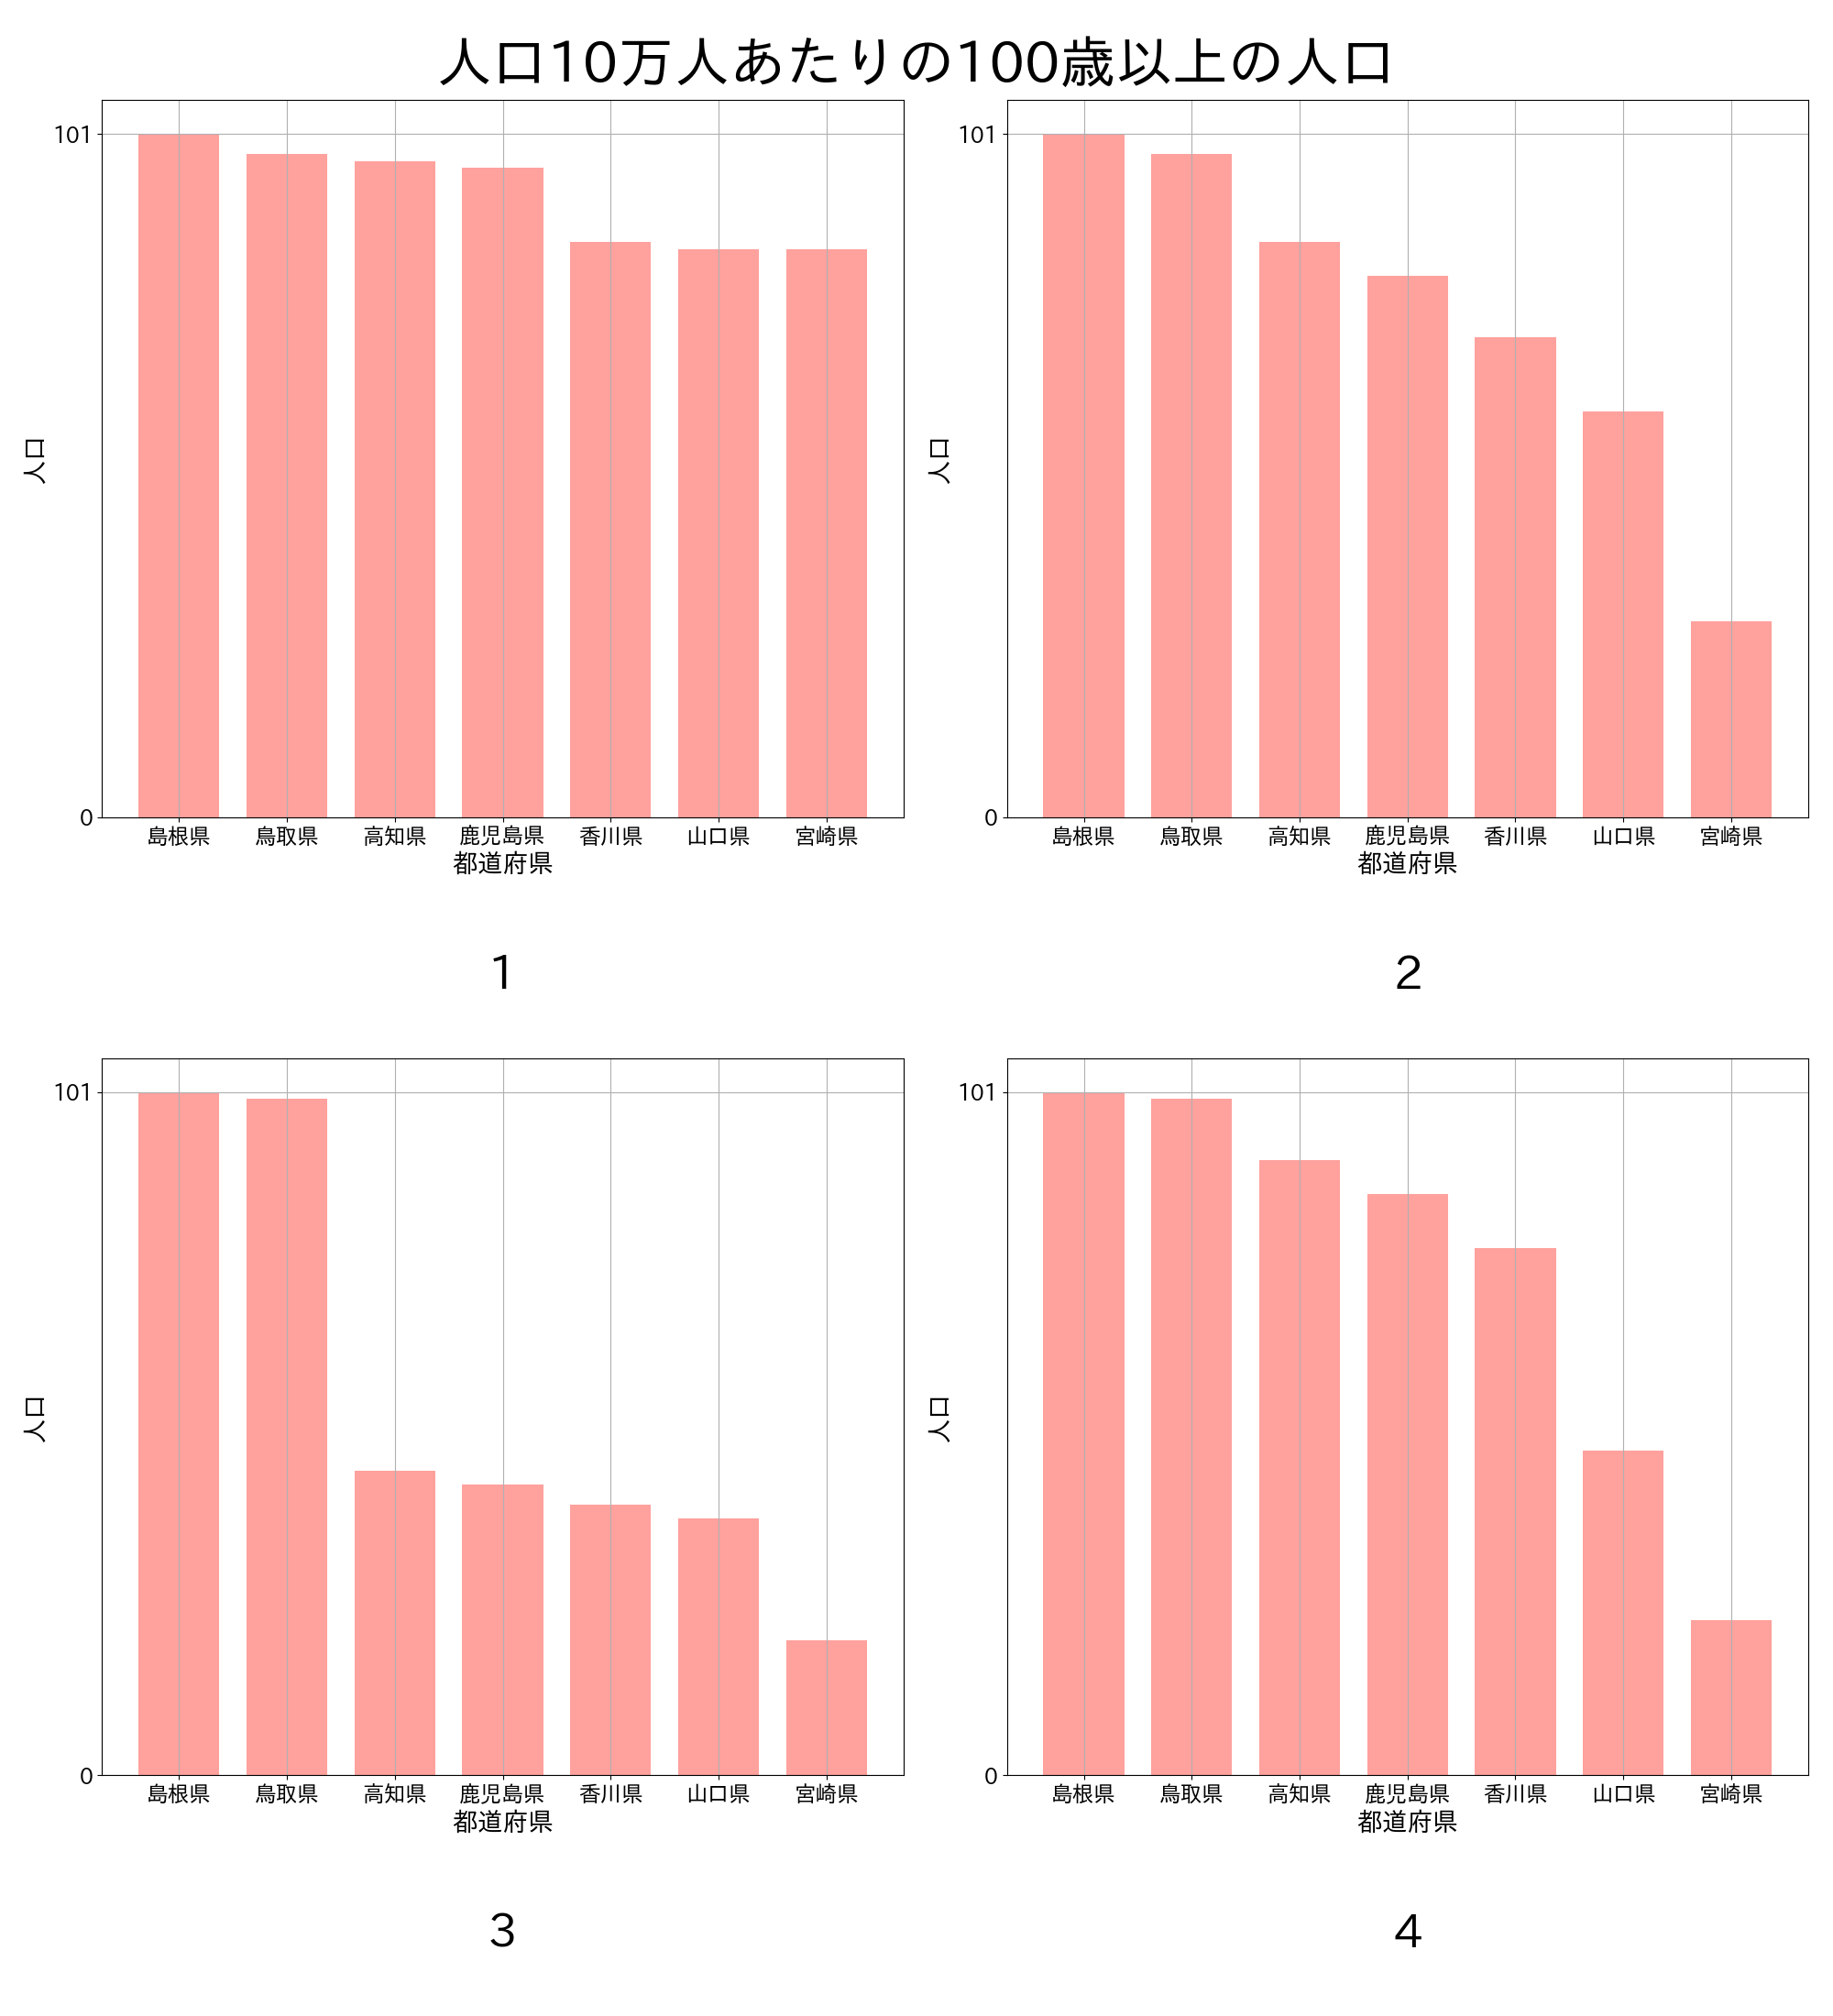 人口10万人あたりの100歳以上の人口
101
0
人口
島根県 鳥取県 高知県 鹿児島県 香川県 山口県 宮崎県
都道府県
1
101
0
人口
島根県 鳥取県 高知県 鹿児島県 香川県 山口県 宮崎県
都道府県
2
101
0
人口
島根県 鳥取県 高知県 鹿児島県 香川県 山口県 宮崎県
都道府県
3
101
0
人口
島根県 鳥取県 高知県 鹿児島県 香川県 山口県 宮崎県
都道府県
4